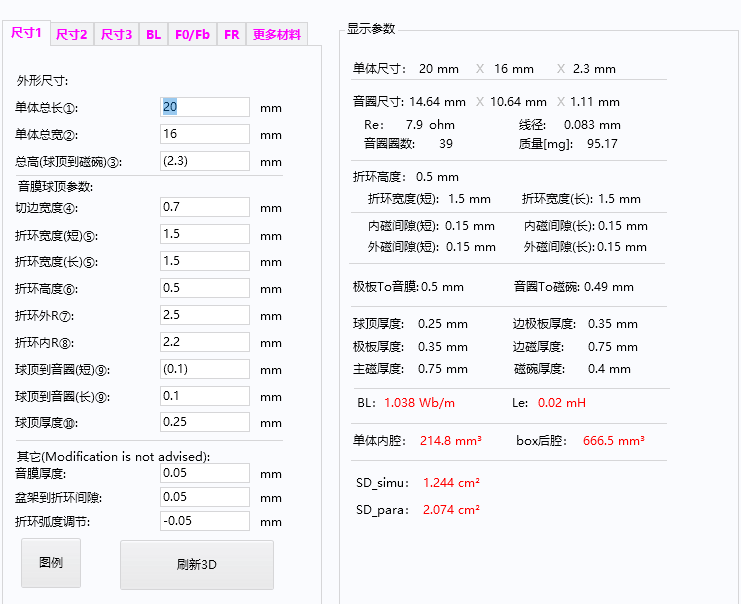 尺寸1 尺寸2 尺寸3 BL F0/Fb FR 更多材料
外形尺寸:
单体总长①: 20 mm
单体总宽②: 16 mm
总高(球顶到磁碗)③: (2.3) mm
音膜球顶参数:
切边宽度④: 0.7 mm
折环宽度(短)⑤: 1.5 mm
折环宽度(长)⑤: 1.5 mm
折环高度⑥: 0.5 mm
折环外R⑦: 2.5 mm
折环内R⑧: 2.2 mm
球顶到音圈(短)⑨: (0.1) mm
球顶到音圈(长)⑨: 0.1 mm
球顶厚度⑩: 0.25 mm
其它(Modification is not advised):
音膜厚度: 0.05 mm
盆架到折环间隙: 0.05 mm
折环弧度调节: -0.05 mm
图例 刷新3D
显示参数
单体尺寸: 20 mm X 16 mm X 2.3 mm
音圈尺寸: 14.64 mm X 10.64 mm X 1.11 mm
Re: 7.9 ohm 线径: 0.083 mm
音圈圈数: 39 质量[mg]: 95.17
折环高度: 0.5 mm
折环宽度(短): 1.5 mm 折环宽度(长): 1.5 mm
内磁间隙(短): 0.15 mm 内磁间隙(长): 0.15 mm
外磁间隙(短): 0.15 mm 外磁间隙(长): 0.15 mm
极板To音膜: 0.5 mm 音圈To磁碗: 0.49 mm
球顶厚度: 0.25 mm 边极板厚度: 0.35 mm
极板厚度: 0.35 mm 边磁厚度: 0.75 mm
主磁厚度: 0.75 mm 磁碗厚度: 0.4 mm
BL: 1.038 Wb/m Le: 0.02 mH
单体内腔: 214.8 mm³ box后腔: 666.5 mm³
SD_simu: 1.244 cm²
SD_para: 2.074 cm²